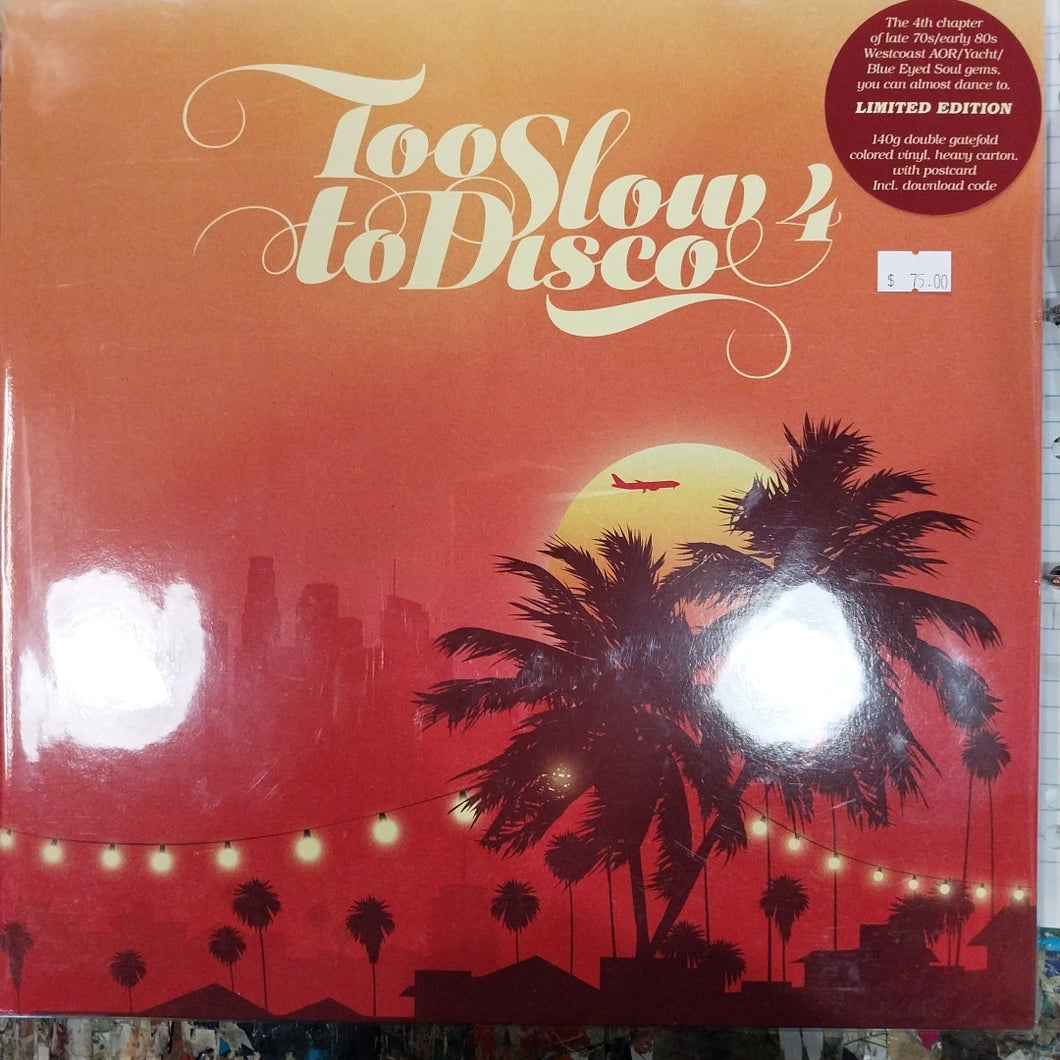 Too Slow 4
to Disco
The 4th chapter
of late 70s/early 80s
Westcoast AOR/Yacht/
Blue Eyed Soul gems,
you can almost dance to.
LIMITED EDITION
140g double gatefold
colored vinyl, heavy carton,
with postcard
Incl. download code
$ 75.00